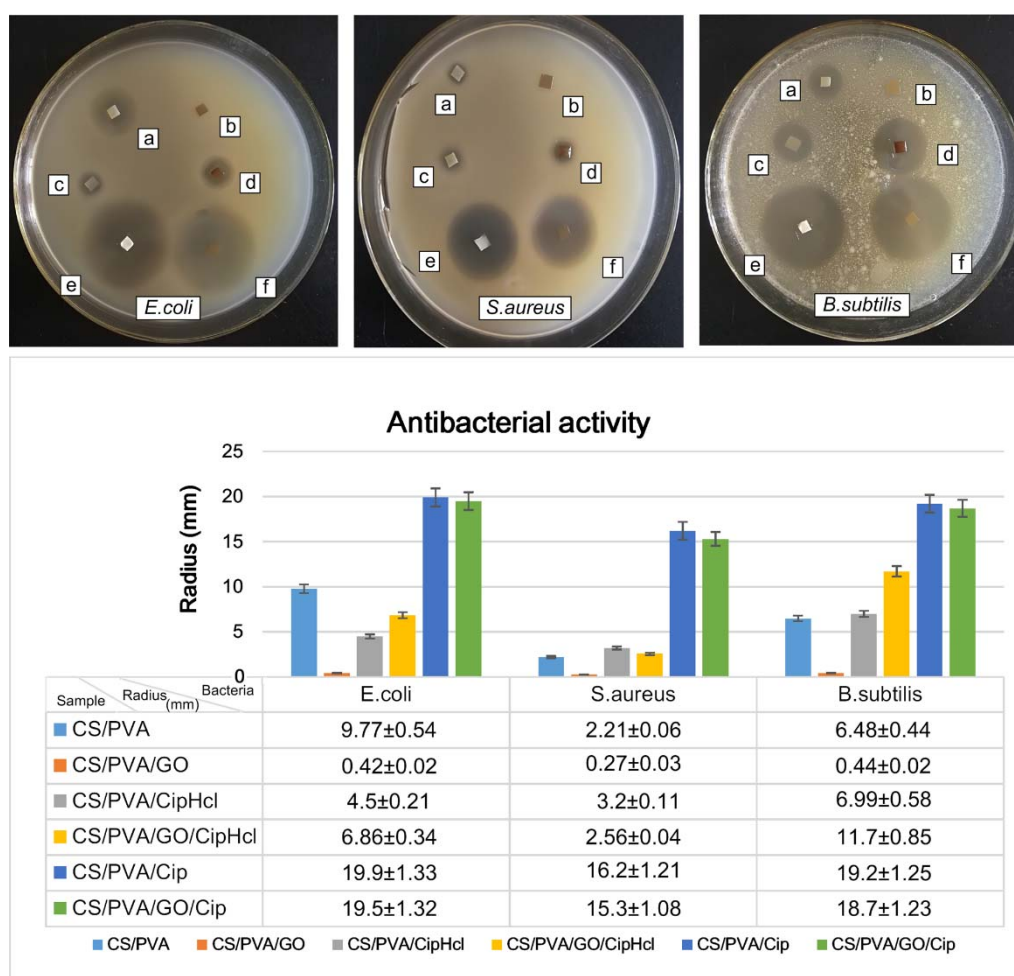 a
b
c
d
e
f
E.coli
a
b
c
d
e
f
S.aureus
a
b
c
d
e
f
B.subtilis
Antibacterial activity
Radius (mm)
25
20
15
10
5
0
Sample Radius (mm) Bacteria
E.coli S.aureus B.subtilis
CS/PVA 9.77±0.54 2.21±0.06 6.48±0.44
CS/PVA/GO 0.42±0.02 0.27±0.03 0.44±0.02
CS/PVA/CipHcl 4.5±0.21 3.2±0.11 6.99±0.58
CS/PVA/GO/CipHcl 6.86±0.34 2.56±0.04 11.7±0.85
CS/PVA/Cip 19.9±1.33 16.2±1.21 19.2±1.25
CS/PVA/GO/Cip 19.5±1.32 15.3±1.08 18.7±1.23
CS/PVA CS/PVA/GO CS/PVA/CipHcl CS/PVA/GO/CipHcl CS/PVA/Cip CS/PVA/GO/Cip